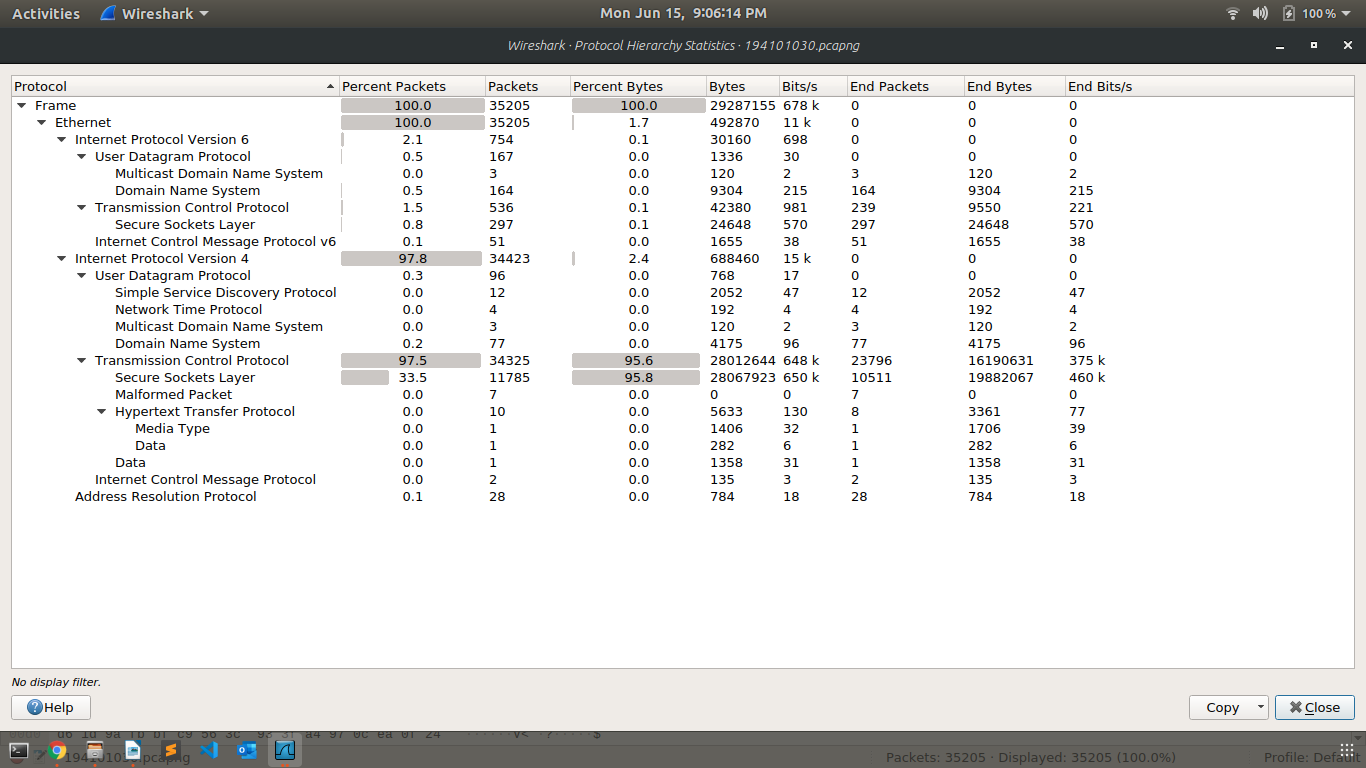 Activities Wireshark Mon Jun 15, 9:06:14 PM 100 %
Wireshark · Protocol Hierarchy Statistics · 194101030.pcapng
Protocol Percent Packets Packets Percent Bytes Bytes Bits/s End Packets End Bytes End Bits/s
Frame 100.0 35205 100.0 29287155 678 k 0 0 0
Ethernet 100.0 35205 1.7 492870 11 k 0 0 0
Internet Protocol Version 6 2.1 754 0.1 30160 698 0 0 0
User Datagram Protocol 0.5 167 0.0 1336 30 0 0 0
Multicast Domain Name System 0.0 3 0.0 120 2 3 120 2
Domain Name System 0.5 164 0.0 9304 215 164 9304 215
Transmission Control Protocol 1.5 536 0.1 42380 981 239 9550 221
Secure Sockets Layer 0.8 297 0.1 24648 570 297 24648 570
Internet Control Message Protocol v6 0.1 51 0.0 1655 38 51 1655 38
Internet Protocol Version 4 97.8 34423 2.4 688460 15 k 0 0 0
User Datagram Protocol 0.3 96 0.0 768 17 0 0 0
Simple Service Discovery Protocol 0.0 12 0.0 2052 47 12 2052 47
Network Time Protocol 0.0 4 0.0 192 4 4 192 4
Multicast Domain Name System 0.0 3 0.0 120 2 3 120 2
Domain Name System 0.2 77 0.0 4175 96 77 4175 96
Transmission Control Protocol 97.5 34325 95.6 28012644 648 k 23796 16190631 375 k
Secure Sockets Layer 33.5 11785 95.8 28067923 650 k 10511 19882067 460 k
Malformed Packet 0.0 7 0.0 0 0 7 0 0
Hypertext Transfer Protocol 0.0 10 0.0 5633 130 8 3361 77
Media Type 0.0 1 0.0 1406 32 1 1706 39
Data 0.0 1 0.0 282 6 1 282 6
Data 0.0 1 0.0 1358 31 1 1358 31
Internet Control Message Protocol 0.0 2 0.0 135 3 2 135 3
Address Resolution Protocol 0.1 28 0.0 784 18 28 784 18
No display filter.
Help Copy Close
194101030.pcapng Packets: 35205 · Displayed: 35205 (100.0%) Profile: Default